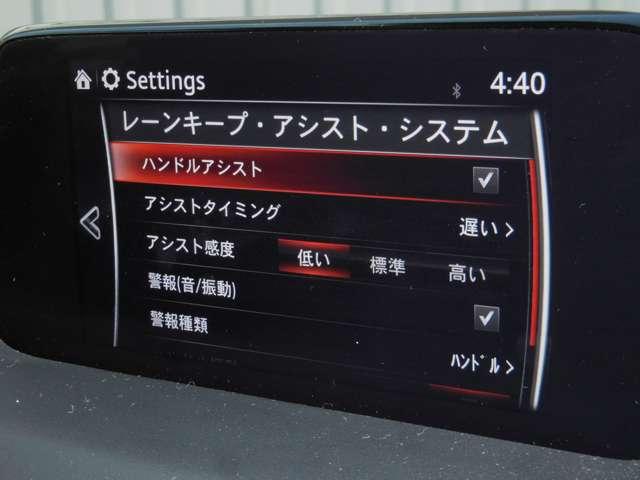 Settings 4:40
レーンキープ・アシスト・システム
ハンドルアシスト
アシストタイミング 遅い
アシスト感度 低い 標準 高い
警報(音/振動)
警報種類 ﾊﾝﾄﾞﾙ